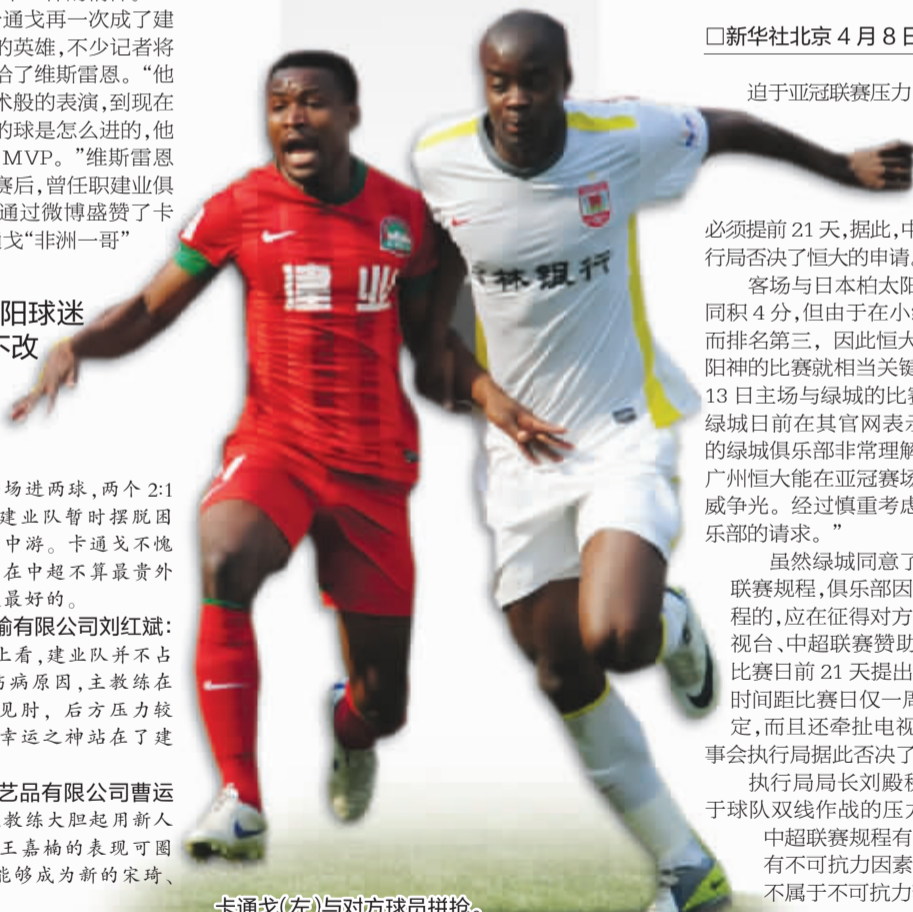 通戈再一次成了建
的英雄,不少记者将
给了维斯雷恩。“他
术般的表演,到现在
的球是怎么进的,他
MVP。”维斯雷恩
赛后,曾任职建业俱
通过微博盛赞了卡
戈“非洲一哥”
阳球迷
不改
场进两球,两个2:1
建业队暂时摆脱困
中游。卡通戈不愧
在中超不算最贵外
最好的。
输有限公司刘红斌:
上看,建业队并不占
伤病原因,主教练在
见肘,后方压力较
幸运之神站在了建
艺品有限公司曹运
教练大胆起用新人
王嘉楠的表现可圈
能够成为新的宋琦、
建业
林银行
卡通戈(左)与对方球员拼抢。
□新华社北京4月8日
迫于亚冠联赛压力
必须提前21天,据此,中
行局否决了恒大的申请。
客场与日本柏太阳
同积4分,但由于在小组
而排名第三,因此恒大
阳神的比赛就相当关键
13日主场与绿城的比赛
绿城日前在其官网表示
的绿城俱乐部非常理解
广州恒大能在亚冠赛场
威争光。经过慎重考虑
乐部的请求。”
虽然绿城同意了
联赛规程,俱乐部因
程的,应在征得对方
视台、中超联赛赞助
比赛日前21天提出
时间距比赛日仅一周
定,而且还牵扯电视
事会执行局据此否决了
执行局局长刘殿秋
于球队双线作战的压力
中超联赛规程有
有不可抗力因素
不属于不可抗力